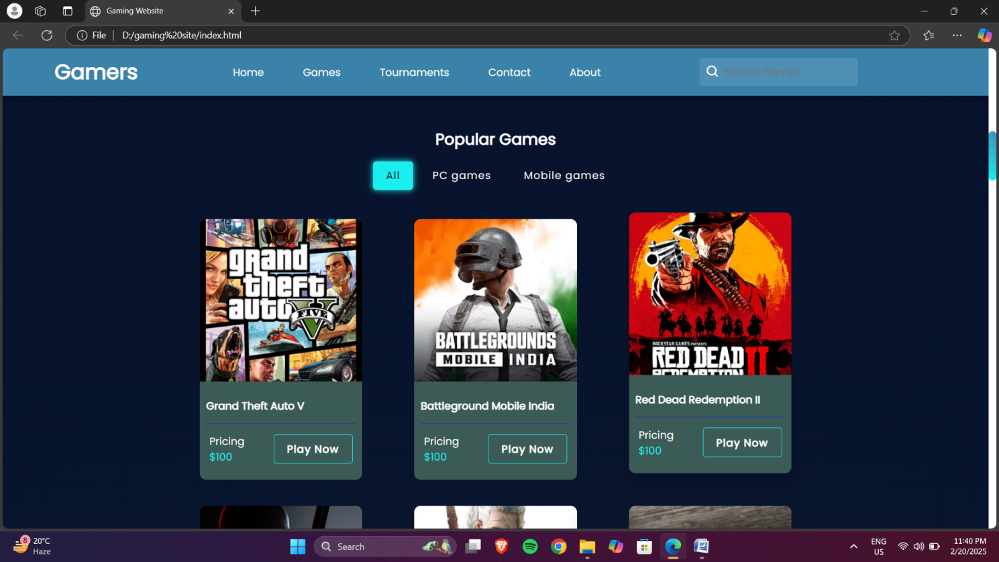 Gaming Website
File D:/gaming%20site/index.html
Gamers Home Games Tournaments Contact About Search Games
Popular Games
All PC games Mobile games
grand
theft
auto
FIVE
BATTLEGROUNDS
MOBILE INDIA
ROCKSTAR GAMES PRESENTS
RED DEAD
REDEMPTION II
Grand Theft Auto V
Pricing
$100
Play Now
Battleground Mobile India
Pricing
$100
Play Now
Red Dead Redemption II
Pricing
$100
Play Now
8
20°C
Haze
Search
ENG
US
11:40 PM
2/20/2025